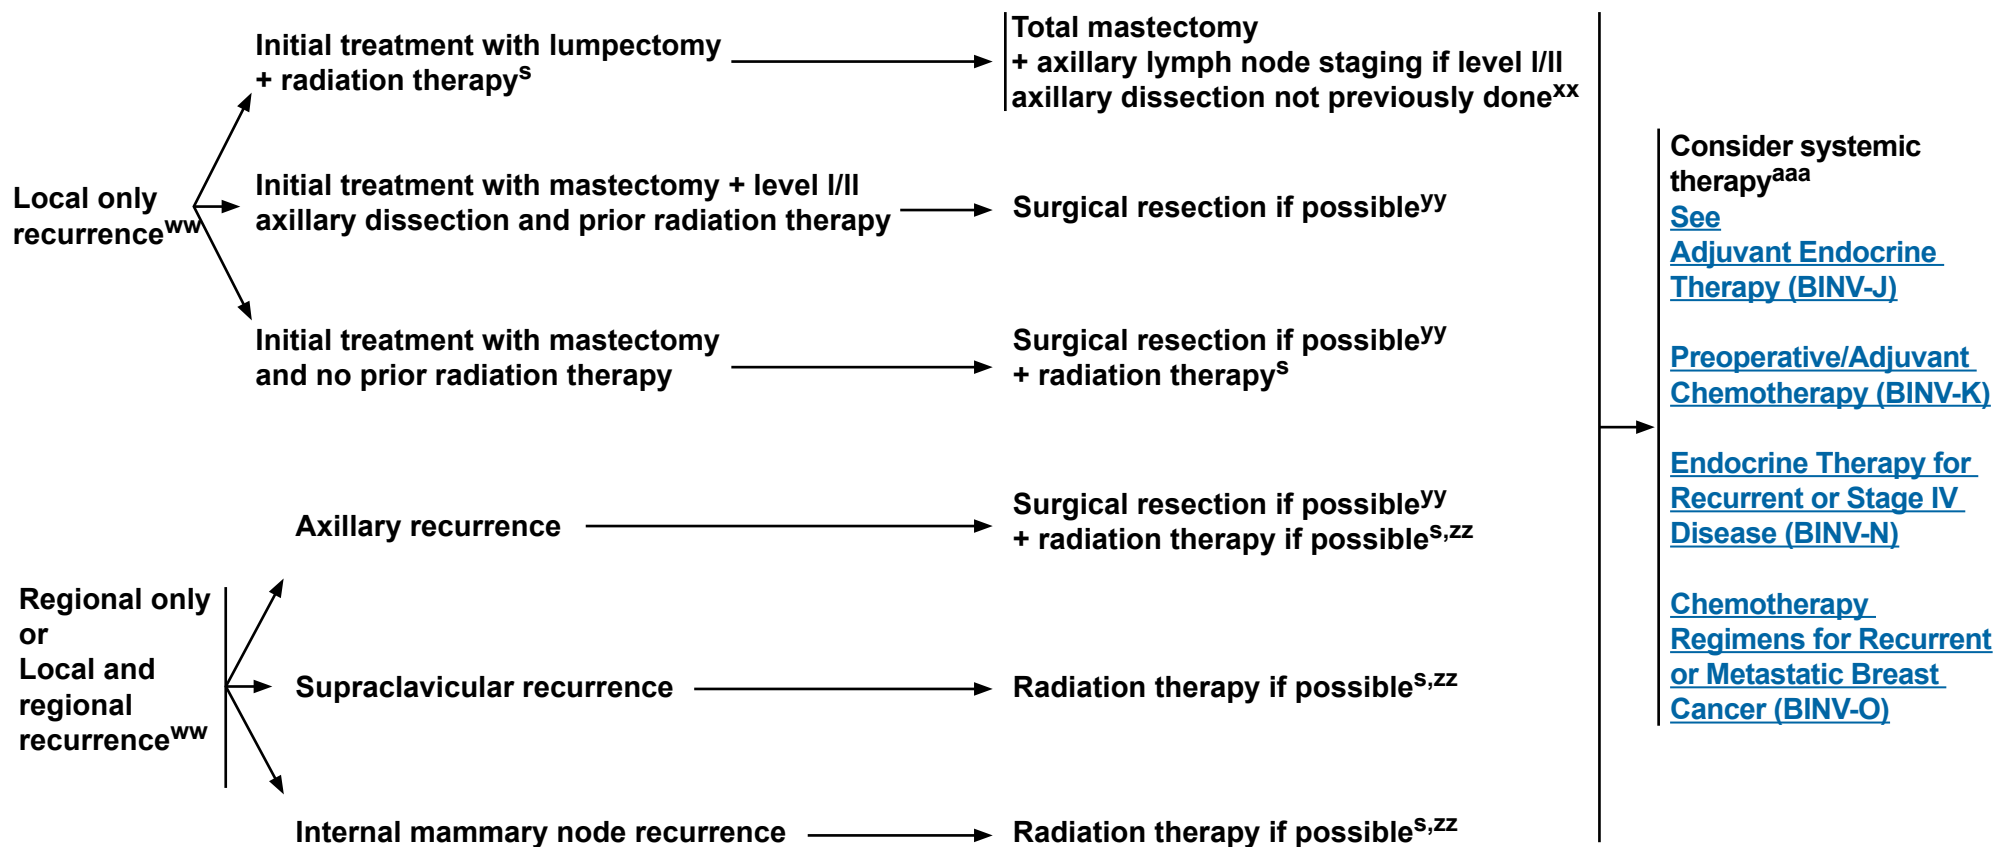 Local only
recurrenceww
Initial treatment with lumpectomy
+ radiation therapys
Total mastectomy
+ axillary lymph node staging if level I/II
axillary dissection not previously donexx
Initial treatment with mastectomy + level I/II
axillary dissection and prior radiation therapy
Surgical resection if possibleyy
Initial treatment with mastectomy
and no prior radiation therapy
Surgical resection if possibleyy
+ radiation therapys
Regional only
or
Local and
regional
recurrenceww
Axillary recurrence
Surgical resection if possibleyy
+ radiation therapy if possibles,zz
Supraclavicular recurrence
Radiation therapy if possibles,zz
Internal mammary node recurrence
Radiation therapy if possibles,zz
Consider systemic
therapyaaa
See
Adjuvant Endocrine
Therapy (BINV-J)
Preoperative/Adjuvant
Chemotherapy (BINV-K)
Endocrine Therapy for
Recurrent or Stage IV
Disease (BINV-N)
Chemotherapy
Regimens for Recurrent
or Metastatic Breast
Cancer (BINV-O)